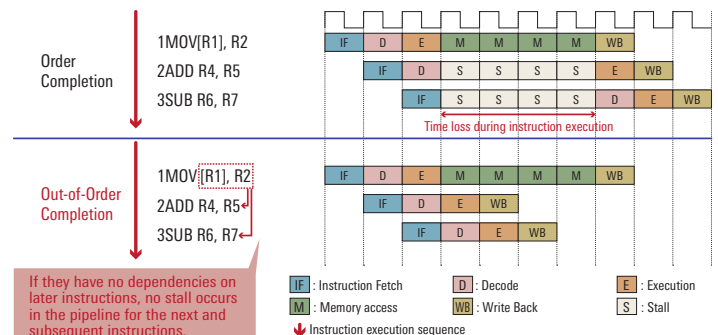 Order
Completion
1MOV[R1], R2
2ADD R4, R5
3SUB R6, R7
IF D E M M M M WB
IF D S S S S E WB
IF S S S S D E WB
Time loss during instruction execution
Out-of-Order
Completion
1MOV [R1], R2
2ADD R4, R5
3SUB R6, R7
IF D E M M M M WB
IF D E WB
IF D E WB
If they have no dependencies on
later instructions, no stall occurs
in the pipeline for the next and
subsequent instructions.
IF : Instruction Fetch D : Decode E : Execution
M : Memory access WB : Write Back S : Stall
Instruction execution sequence